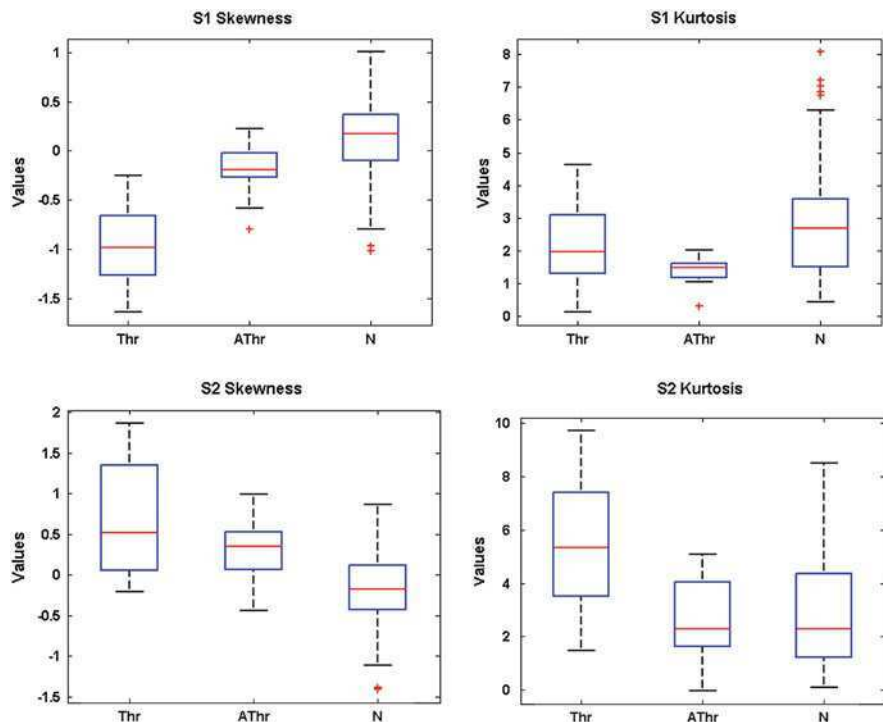 S1 Skewness
Values
1
0.5
0
-0.5
-1
-1.5
Thr AThr N
S1 Kurtosis
Values
8
7
6
5
4
3
2
1
0
Thr AThr N
S2 Skewness
Values
2
1.5
1
0.5
0
-0.5
-1
-1.5
Thr AThr N
S2 Kurtosis
Values
10
8
6
4
2
0
Thr AThr N